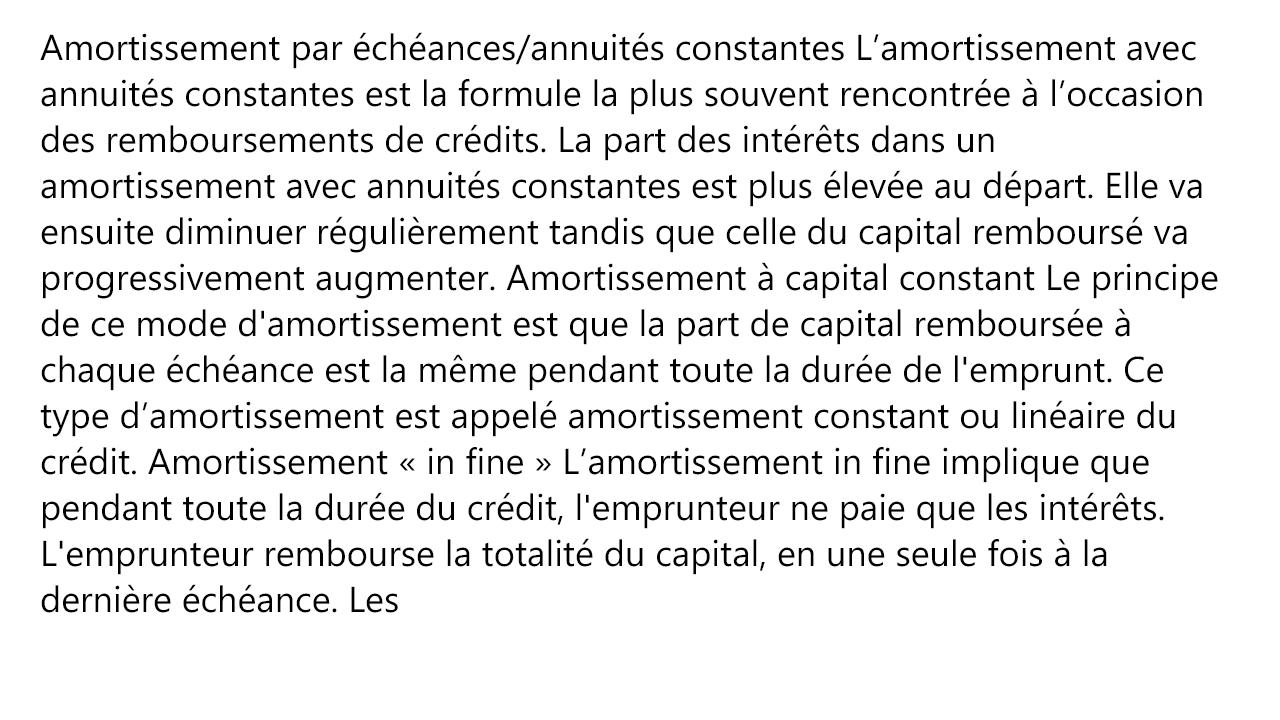 Amortissement par échéances/annuités constantes L’amortissement avec
annuités constantes est la formule la plus souvent rencontrée à l’occasion
des remboursements de crédits. La part des intérêts dans un
amortissement avec annuités constantes est plus élevée au départ. Elle va
ensuite diminuer régulièrement tandis que celle du capital remboursé va
progressivement augmenter. Amortissement à capital constant Le principe
de ce mode d'amortissement est que la part de capital remboursée à
chaque échéance est la même pendant toute la durée de l'emprunt. Ce
type d’amortissement est appelé amortissement constant ou linéaire du
crédit. Amortissement « in fine » L’amortissement in fine implique que
pendant toute la durée du crédit, l'emprunteur ne paie que les intérêts.
L'emprunteur rembourse la totalité du capital, en une seule fois à la
dernière échéance. Les